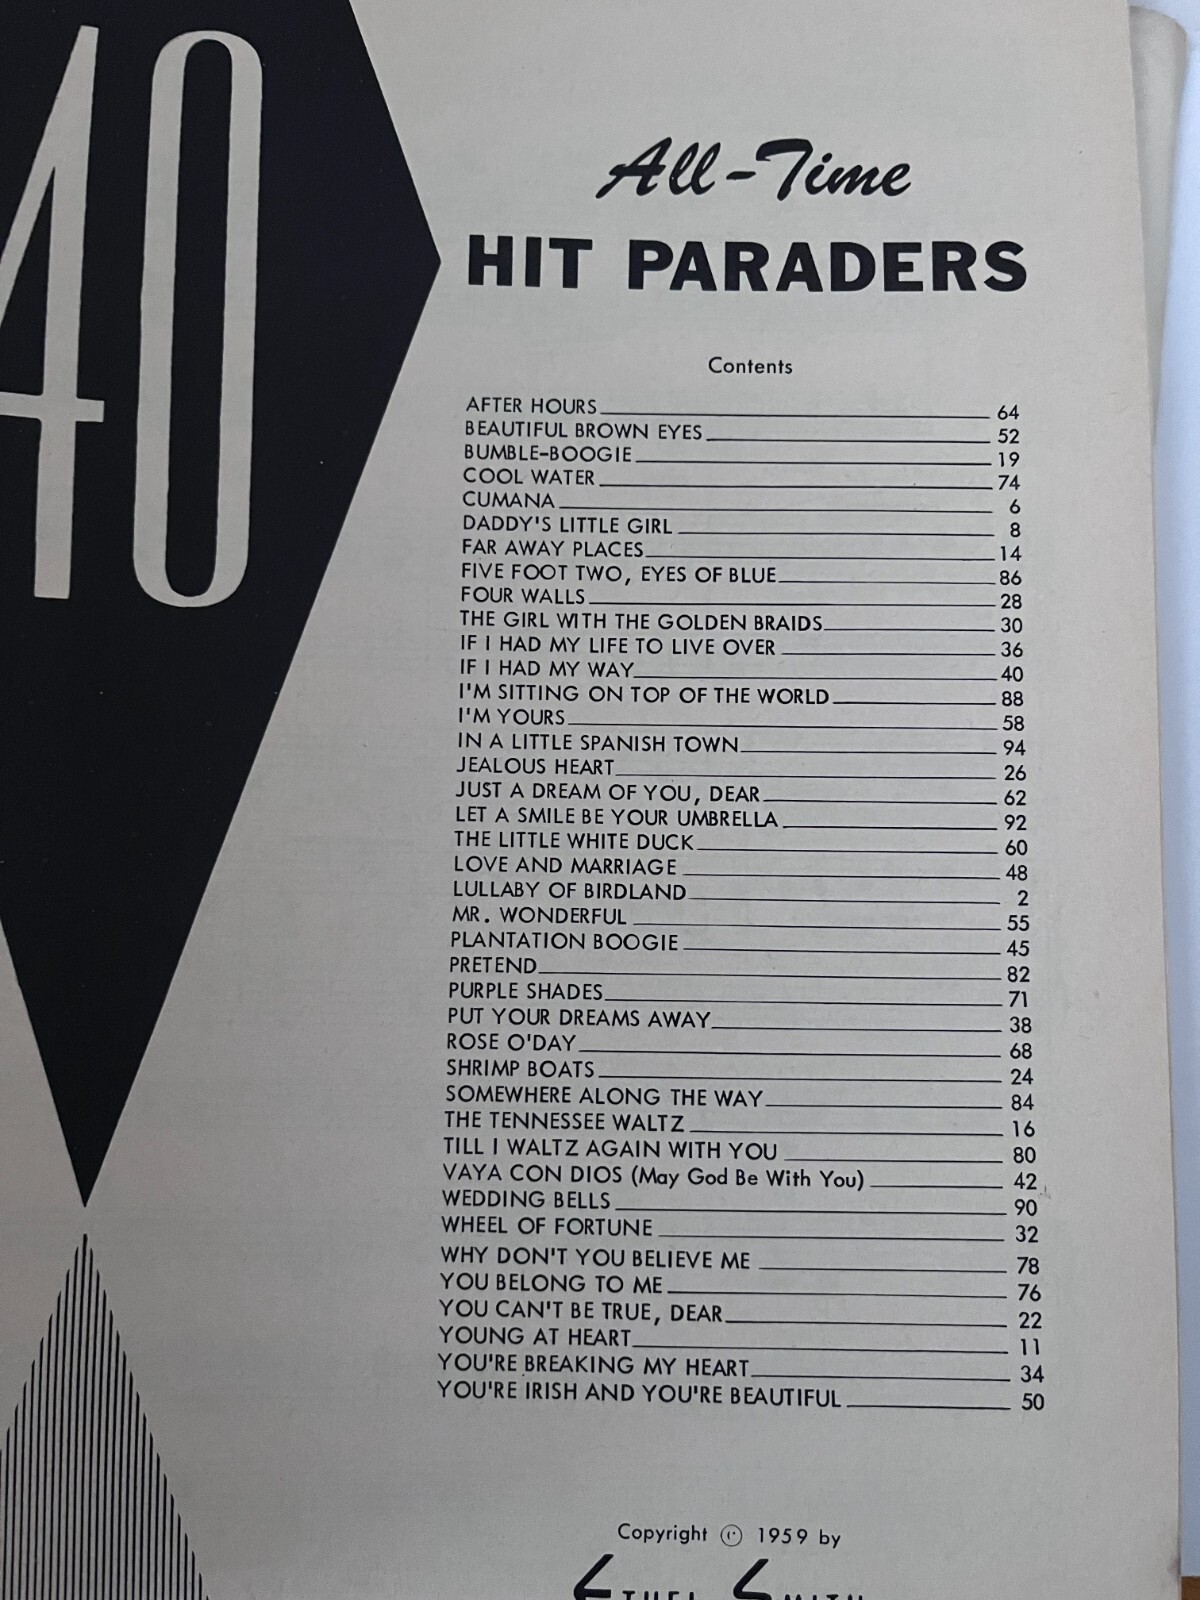 40
All-Time
HIT PARADERS
Contents
AFTER HOURS 64
BEAUTIFUL BROWN EYES 52
BUMBLE-BOOGIE 19
COOL WATER 74
CUMANA 6
DADDY'S LITTLE GIRL 8
FAR AWAY PLACES 14
FIVE FOOT TWO, EYES OF BLUE 86
FOUR WALLS 28
THE GIRL WITH THE GOLDEN BRAIDS 30
IF I HAD MY LIFE TO LIVE OVER 36
IF I HAD MY WAY 40
I'M SITTING ON TOP OF THE WORLD 88
I'M YOURS 58
IN A LITTLE SPANISH TOWN 94
JEALOUS HEART 26
JUST A DREAM OF YOU, DEAR 62
LET A SMILE BE YOUR UMBRELLA 92
THE LITTLE WHITE DUCK 60
LOVE AND MARRIAGE 48
LULLABY OF BIRDLAND 2
MR. WONDERFUL 55
PLANTATION BOOGIE 45
PRETEND 82
PURPLE SHADES 71
PUT YOUR DREAMS AWAY 38
ROSE O'DAY 68
SHRIMP BOATS 24
SOMEWHERE ALONG THE WAY 84
THE TENNESSEE WALTZ 16
TILL I WALTZ AGAIN WITH YOU 80
VAYA CON DIOS (May God Be With You) 42
WEDDING BELLS 90
WHEEL OF FORTUNE 32
WHY DON'T YOU BELIEVE ME 78
YOU BELONG TO ME 76
YOU CAN'T BE TRUE, DEAR 22
YOUNG AT HEART 11
YOU'RE BREAKING MY HEART 34
YOU'RE IRISH AND YOU'RE BEAUTIFUL 50
Copyright © 1959 by
ETHEL SMITH